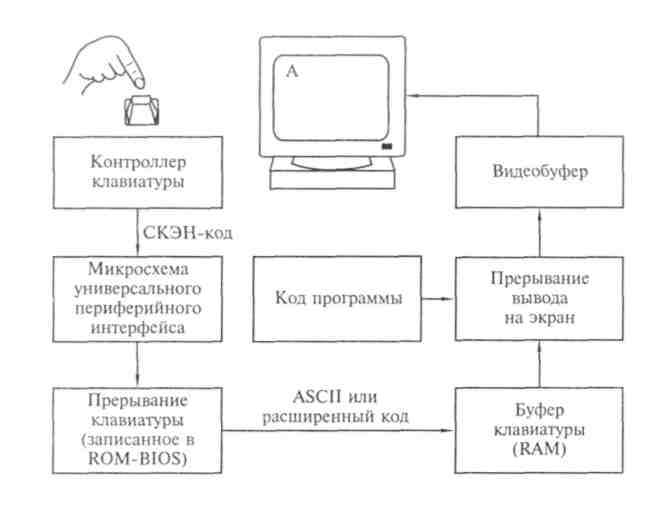 А
Контроллер
клавиатуры
Видеобуфер
СКЭН-код
Микросхема
универсального
периферийного
интерфейса
Код программы
Прерывание
вывода
на экран
Прерывание
клавиатуры
(записанное в
ROM-BIOS)
ASCII или
расширенный код
Буфер
клавиатуры
(RAM)